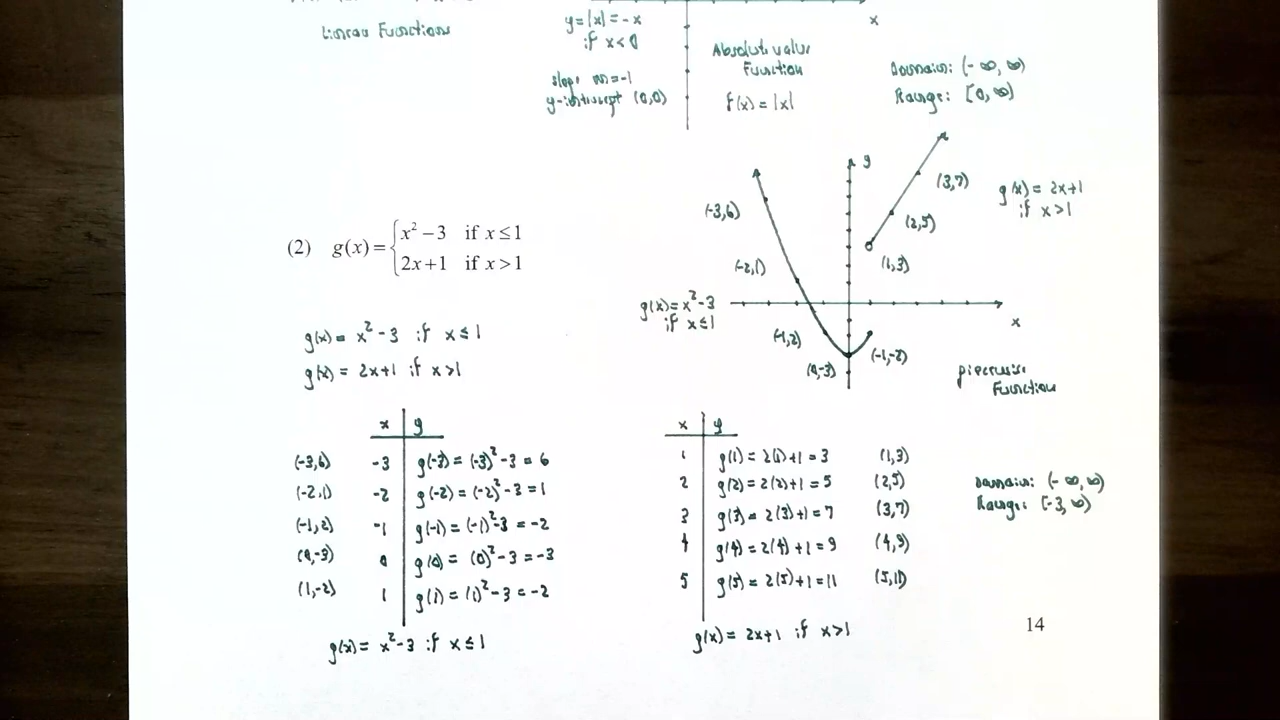 Linear Functions
y=|x|=-x
if x<0
x
slope m=-1
y-intercept (0,0)
Absolute value
Function
f(x)=|x|
Domain: (-∞,∞)
Range: [0,∞)
(2) g(x)={x²-3 if x≤1
2x+1 if x>1
g(x)=x²-3 if x≤1
g(x)=2x+1 if x>1
y
(-3,6)
(-2,1)
g(x)=x²-3
if x≤1
(-1,2)
(0,-3)
(-1,-2)
(3,7)
(2,5)
(1,3)
g(x)=2x+1
if x>1
x
piecewise
Function
x y
(-3,6) -3 g(-3)=(-3)²-3=6
(-2,1) -2 g(-2)=(-2)²-3=1
(-1,2) -1 g(-1)=(-1)²-3=-2
(0,-3) 0 g(0)=(0)²-3=-3
(1,-2) 1 g(1)=(1)²-3=-2
g(x)=x²-3 if x≤1
x y
1 g(1)=2(1)+1=3 (1,3)
2 g(2)=2(2)+1=5 (2,5)
3 g(3)=2(3)+1=7 (3,7)
4 g(4)=2(4)+1=9 (4,9)
5 g(5)=2(5)+1=11 (5,11)
g(x)=2x+1 if x>1
Domain: (-∞,∞)
Range: [-3,∞)
14